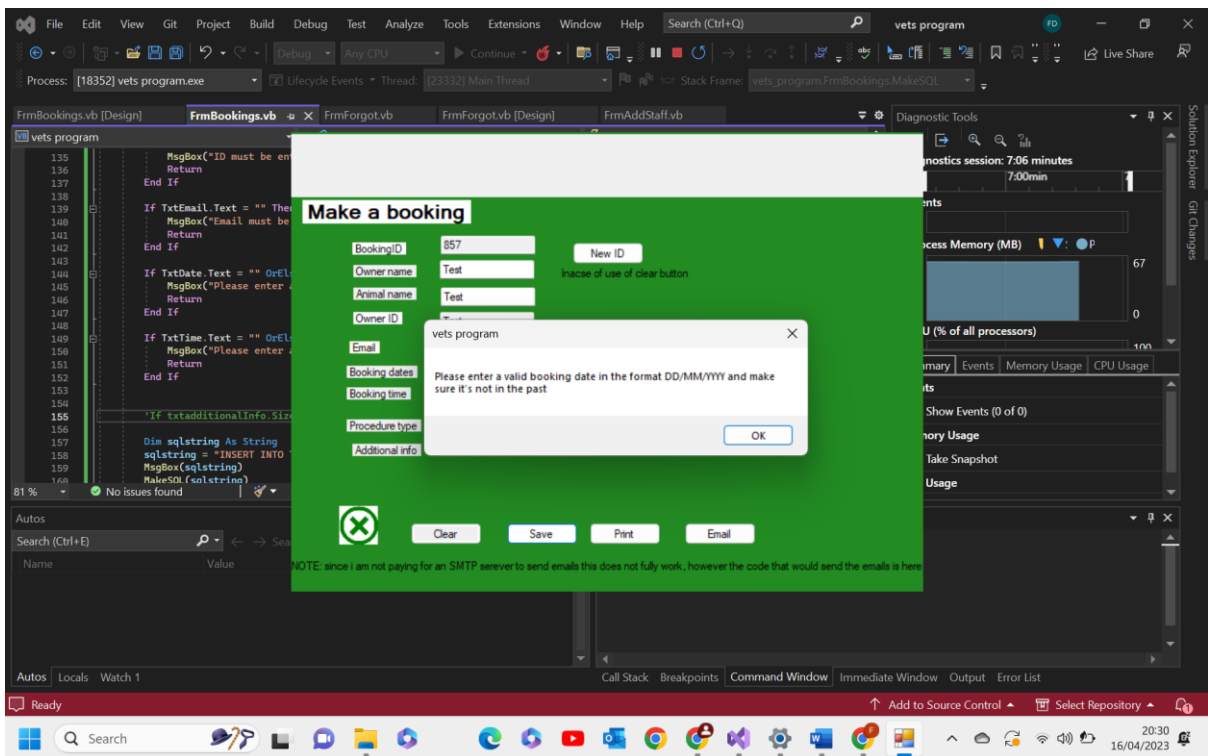 File Edit View Git Project Build Debug Test Analyze Tools Extensions Window Help Search (Ctrl+Q) vets program FD
Debug Any CPU Continue Live Share
Process: [18352] vets program.exe Lifecycle Events Thread: [23332] Main Thread Stack Frame: vets_program.FrmBookings.MakeSQL
FrmBookings.vb [Design] FrmBookings.vb FrmForgot.vb FrmForgot.vb [Design] FrmAddStaff.vb
vets program
135 MsgBox("ID must be en
136 Return
137 End If
138
139 If TxtEmail.Text = "" The
140 MsgBox("Email must be
141 Return
142 End If
143
144 If TxtDate.Text = "" OrEl
145 MsgBox("Please enter
146 Return
147 End If
148
149 If TxtTime.Text = "" OrEl
150 MsgBox("Please enter
151 Return
152 End If
153
154
155 'If txtadditionalInfo.Siz
156
157 Dim sqlstring As String
158 sqlstring = "INSERT INTO
159 MsgBox(sqlstring)
160 MakeSQL(sqlstring)
81 % No issues found
Make a booking
BookingID 857 New ID
Owner name Test Inacse of use of clear button
Animal name Test
Owner ID
Email
Booking dates
Booking time
Procedure type
Additional info
vets program
Please enter a valid booking date in the format DD/MM/YYY and make
sure it's not in the past
OK
Clear Save Print Email
NOTE: since i am not paying for an SMTP serever to send emails this does not fully work, however the code that would send the emails is here
Diagnostic Tools
nostics session: 7:06 minutes
7:00min
ents
cess Memory (MB) P
67
0
U (% of all processors)
100
mary Events Memory Usage CPU Usage
ts
Show Events (0 of 0)
nory Usage
Take Snapshot
Usage
Solution Explorer
Git Changes
Autos
Search (Ctrl+E)
Name Value
Autos Locals Watch 1
Call Stack Breakpoints Command Window Immediate Window Output Error List
Ready Add to Source Control Select Repository
Search
20:30
16/04/2023